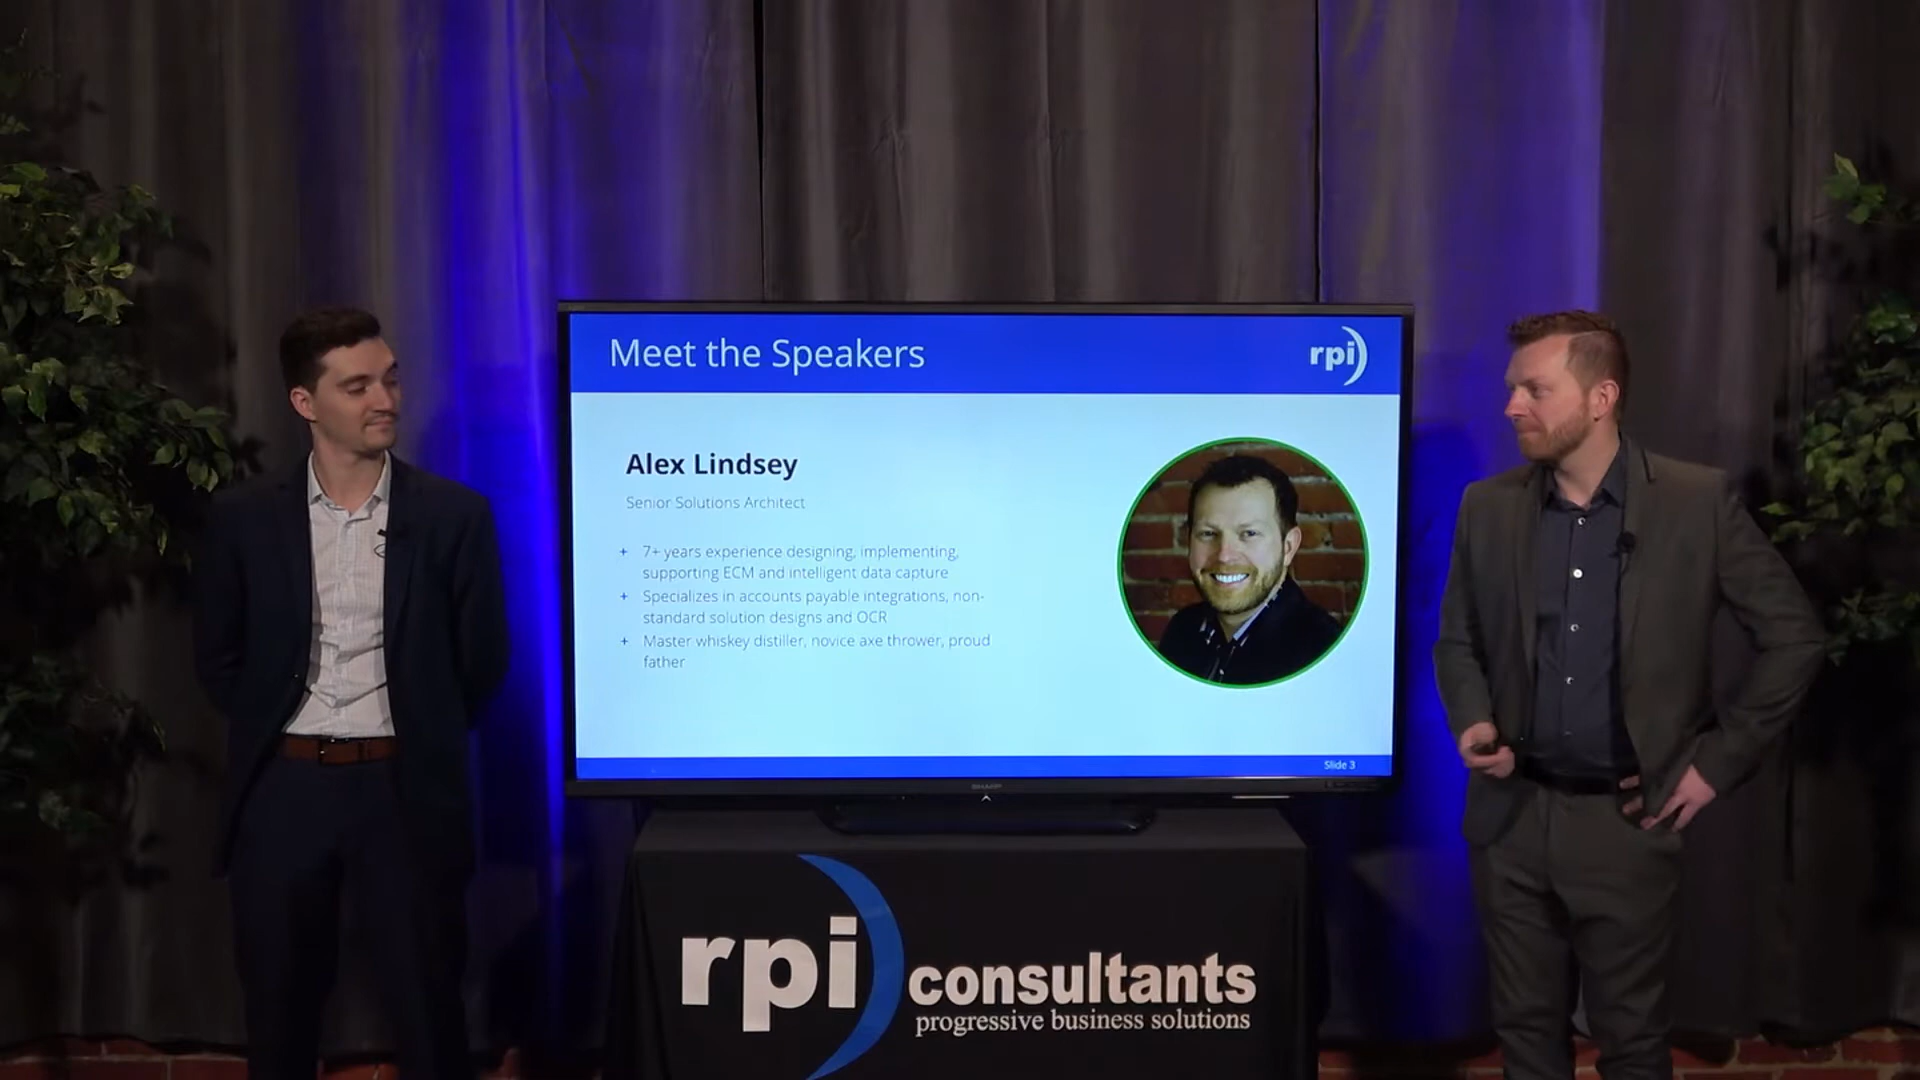 Meet the Speakers
rpi
Alex Lindsey
Senior Solutions Architect
+ 7+ years experience designing, implementing,
supporting ECM and intelligent data capture
+ Specializes in accounts payable integrations, non-
standard solution designs and OCR
+ Master whiskey distiller, novice axe thrower, proud
father
Slide 3
SHARP
rpi consultants
progressive business solutions